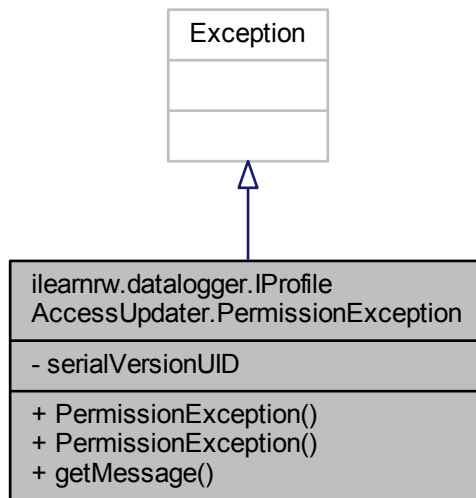 Exception
ilearnrw.datalogger.IProfile
AccessUpdater.PermissionException
- serialVersionUID
+ PermissionException()
+ PermissionException()
+ getMessage()